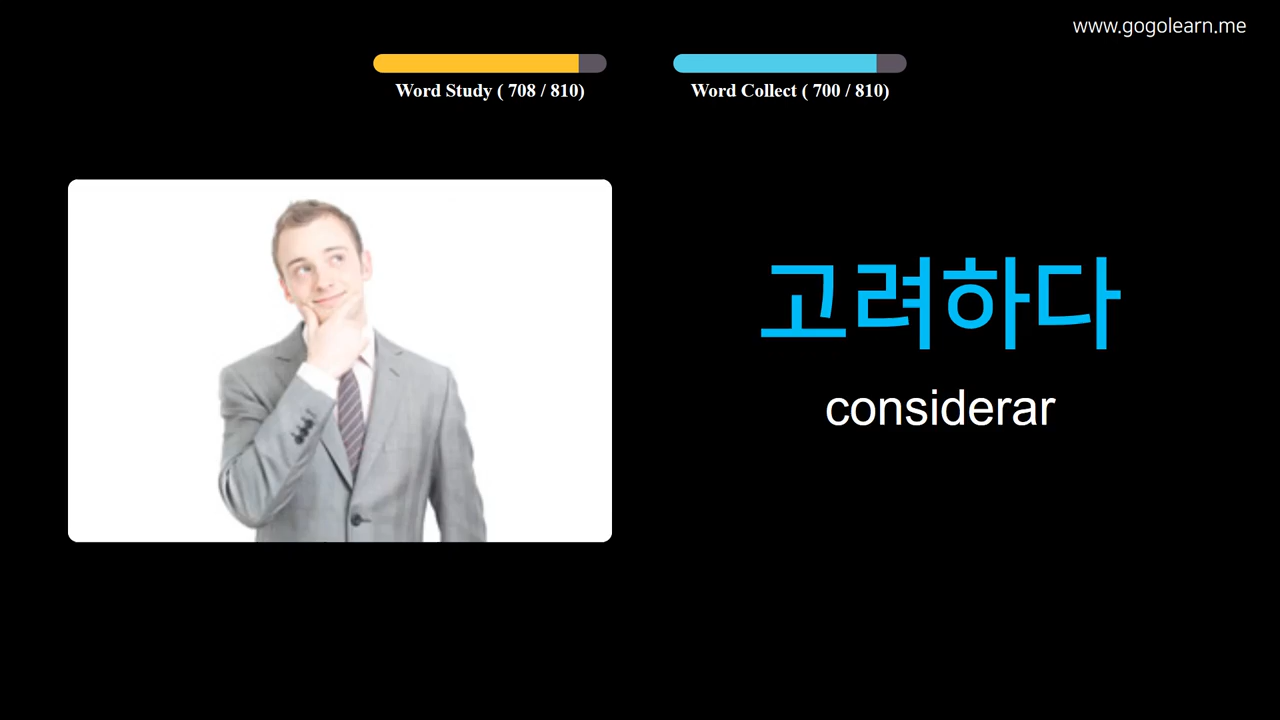 www.gogolearn.me
Word Study ( 708 / 810)
Word Collect ( 700 / 810)
고려하다
considerar